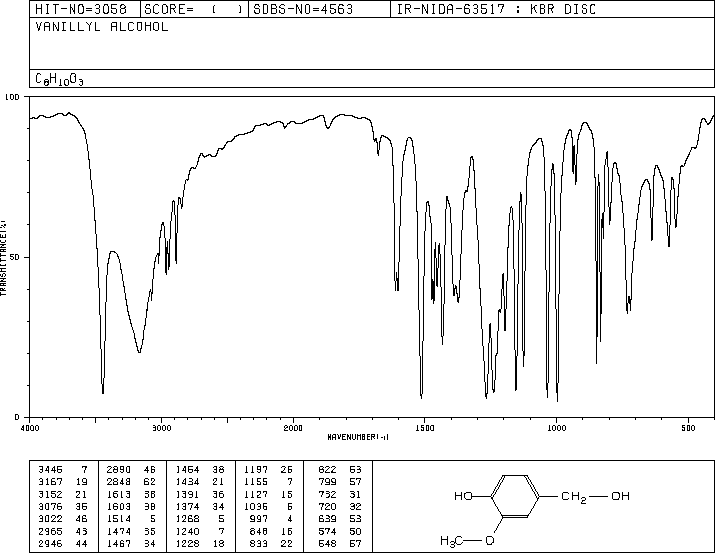 HIT-NO=3058 SCORE= ( ) SDBS-NO=4563 IR-NIDA-63517 : KBR DISC
VANILLYL ALCOHOL
C8H10O3
100
50
0
TRANSMITTANCE(%)
4000 3000 2000 1500 1000 500
WAVENUMBER(-1)
3445 7 2890 46 1464 38 1197 26 822 53
3167 19 2848 62 1434 21 1155 7 799 57
3152 21 1613 38 1391 36 1127 15 732 31
3076 35 1603 38 1374 34 1036 6 720 32
3022 46 1514 5 1268 5 997 4 639 53
2965 43 1474 35 1240 7 848 16 574 50
2946 44 1467 34 1228 18 833 22 548 57
HO CH2 OH
H3C O